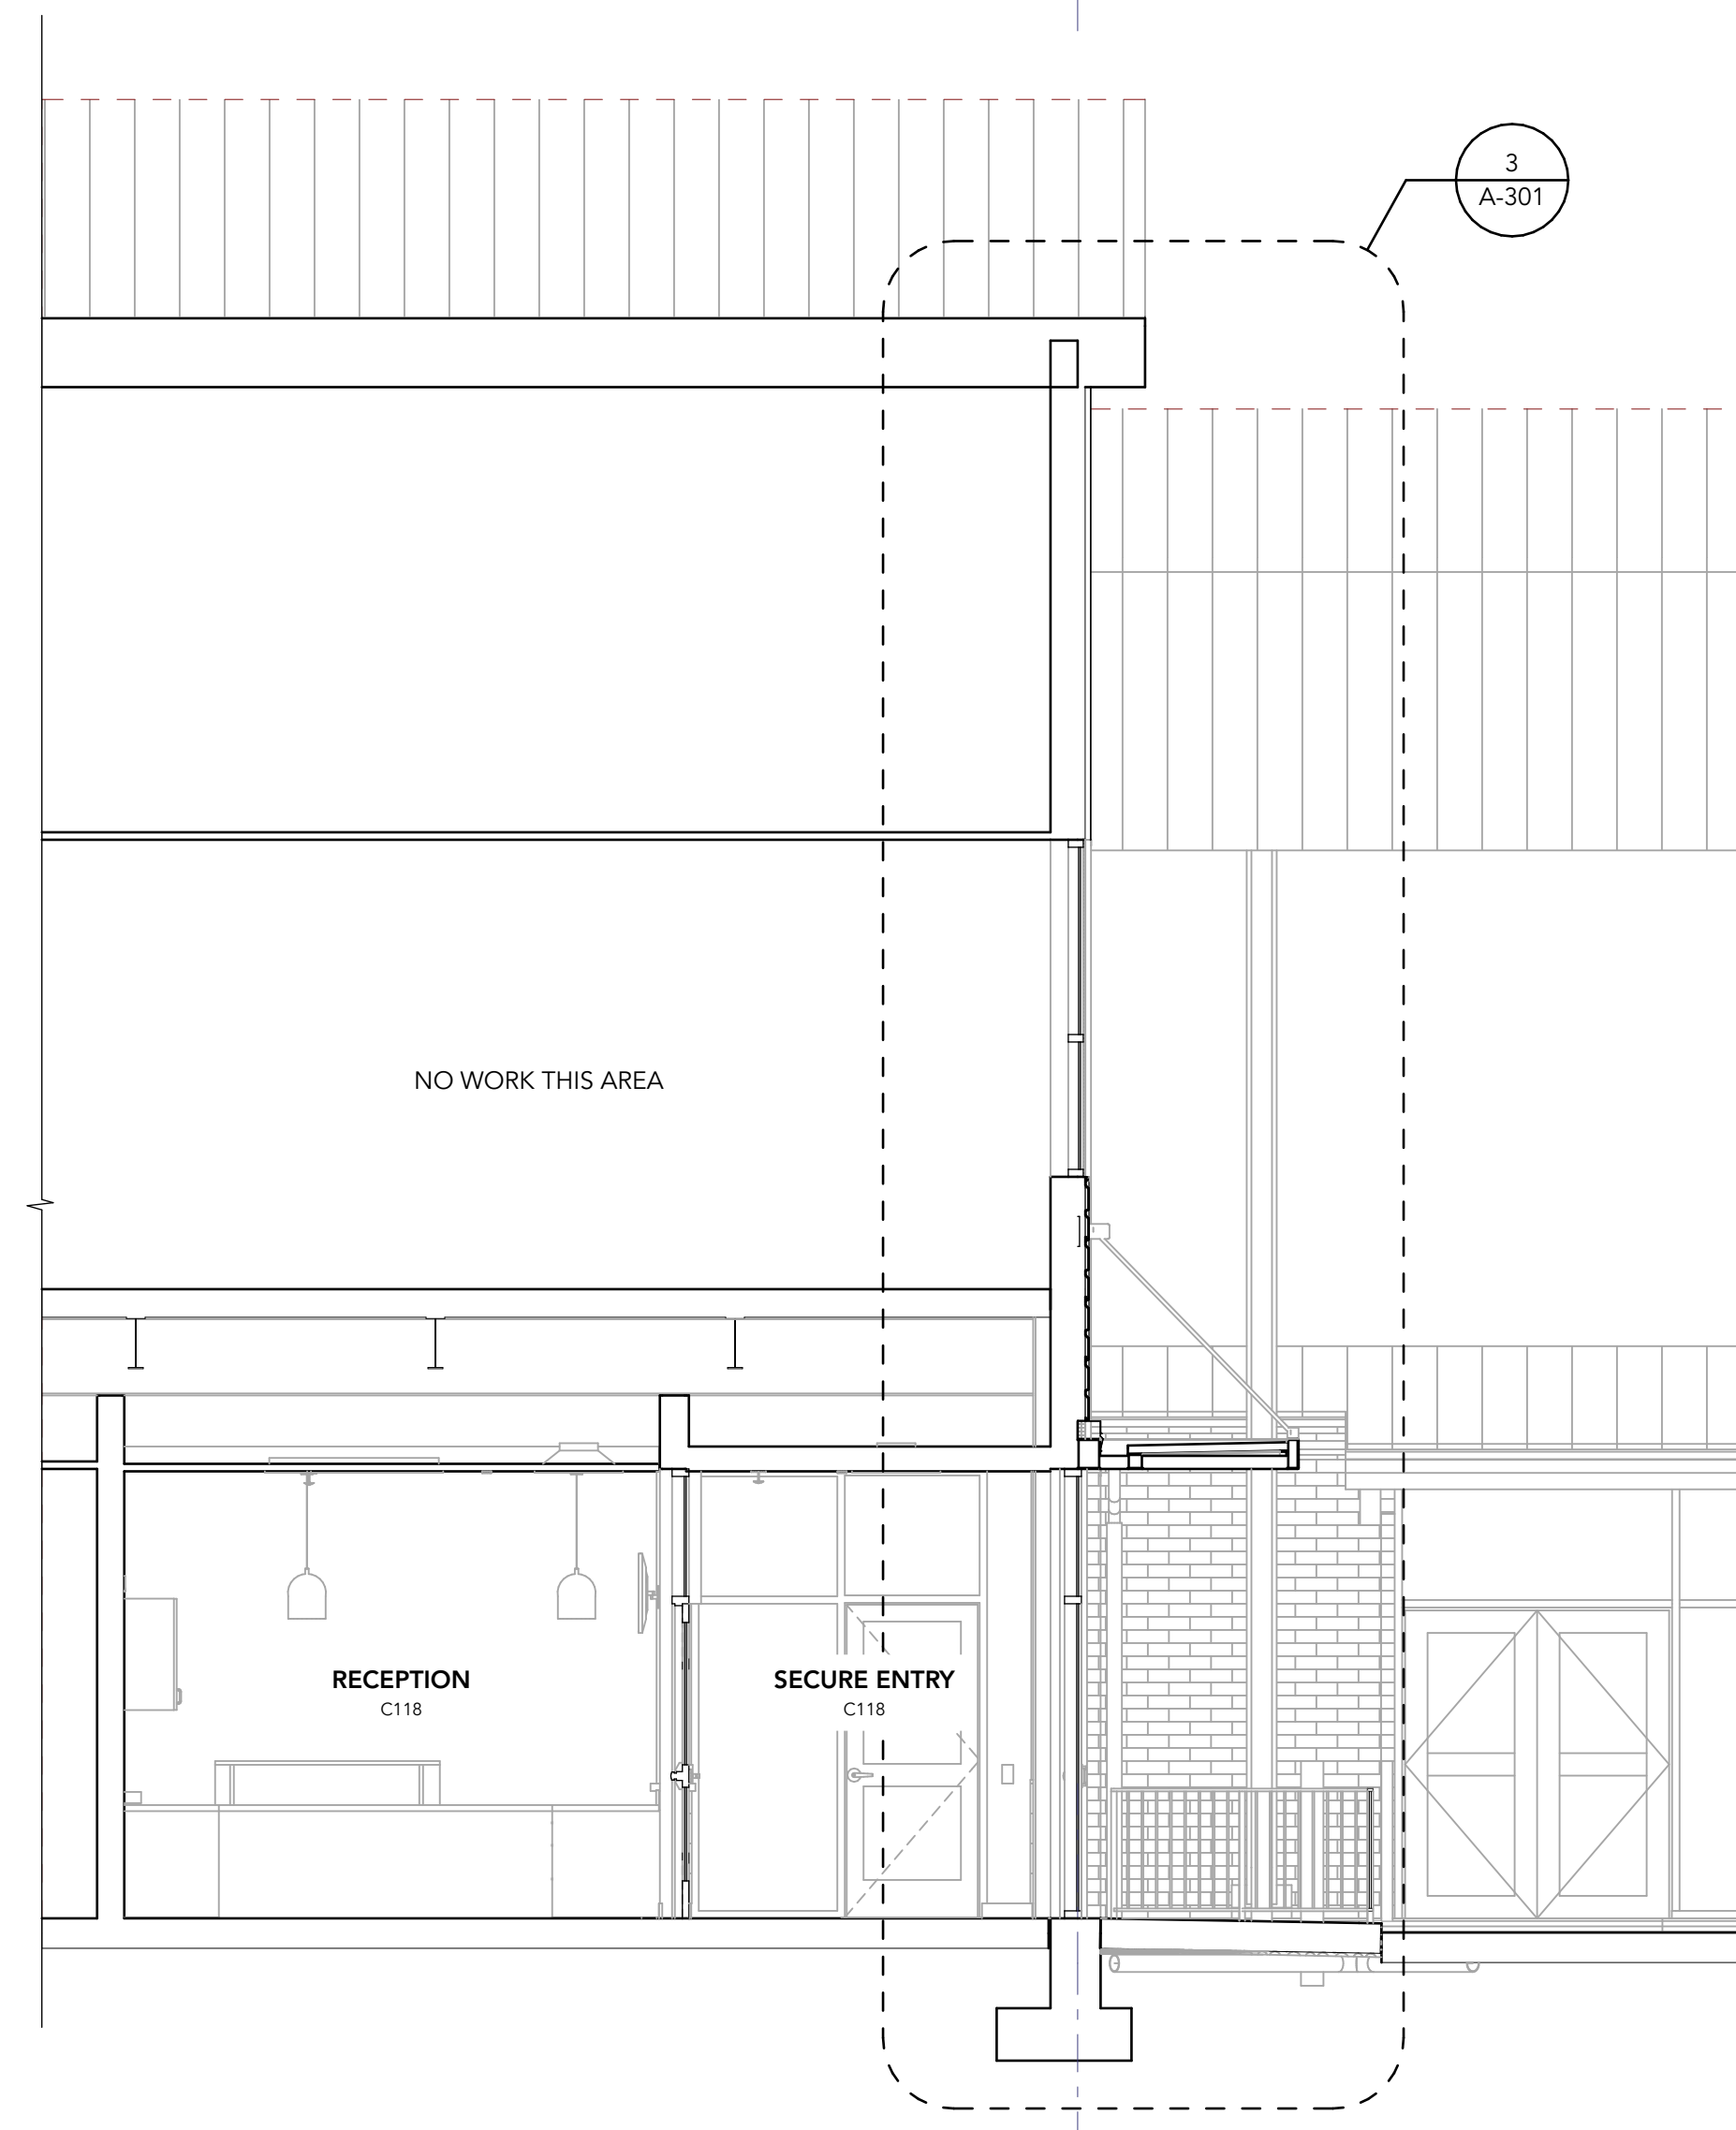 3
A-301
NO WORK THIS AREA
RECEPTION
C118
SECURE ENTRY
C118